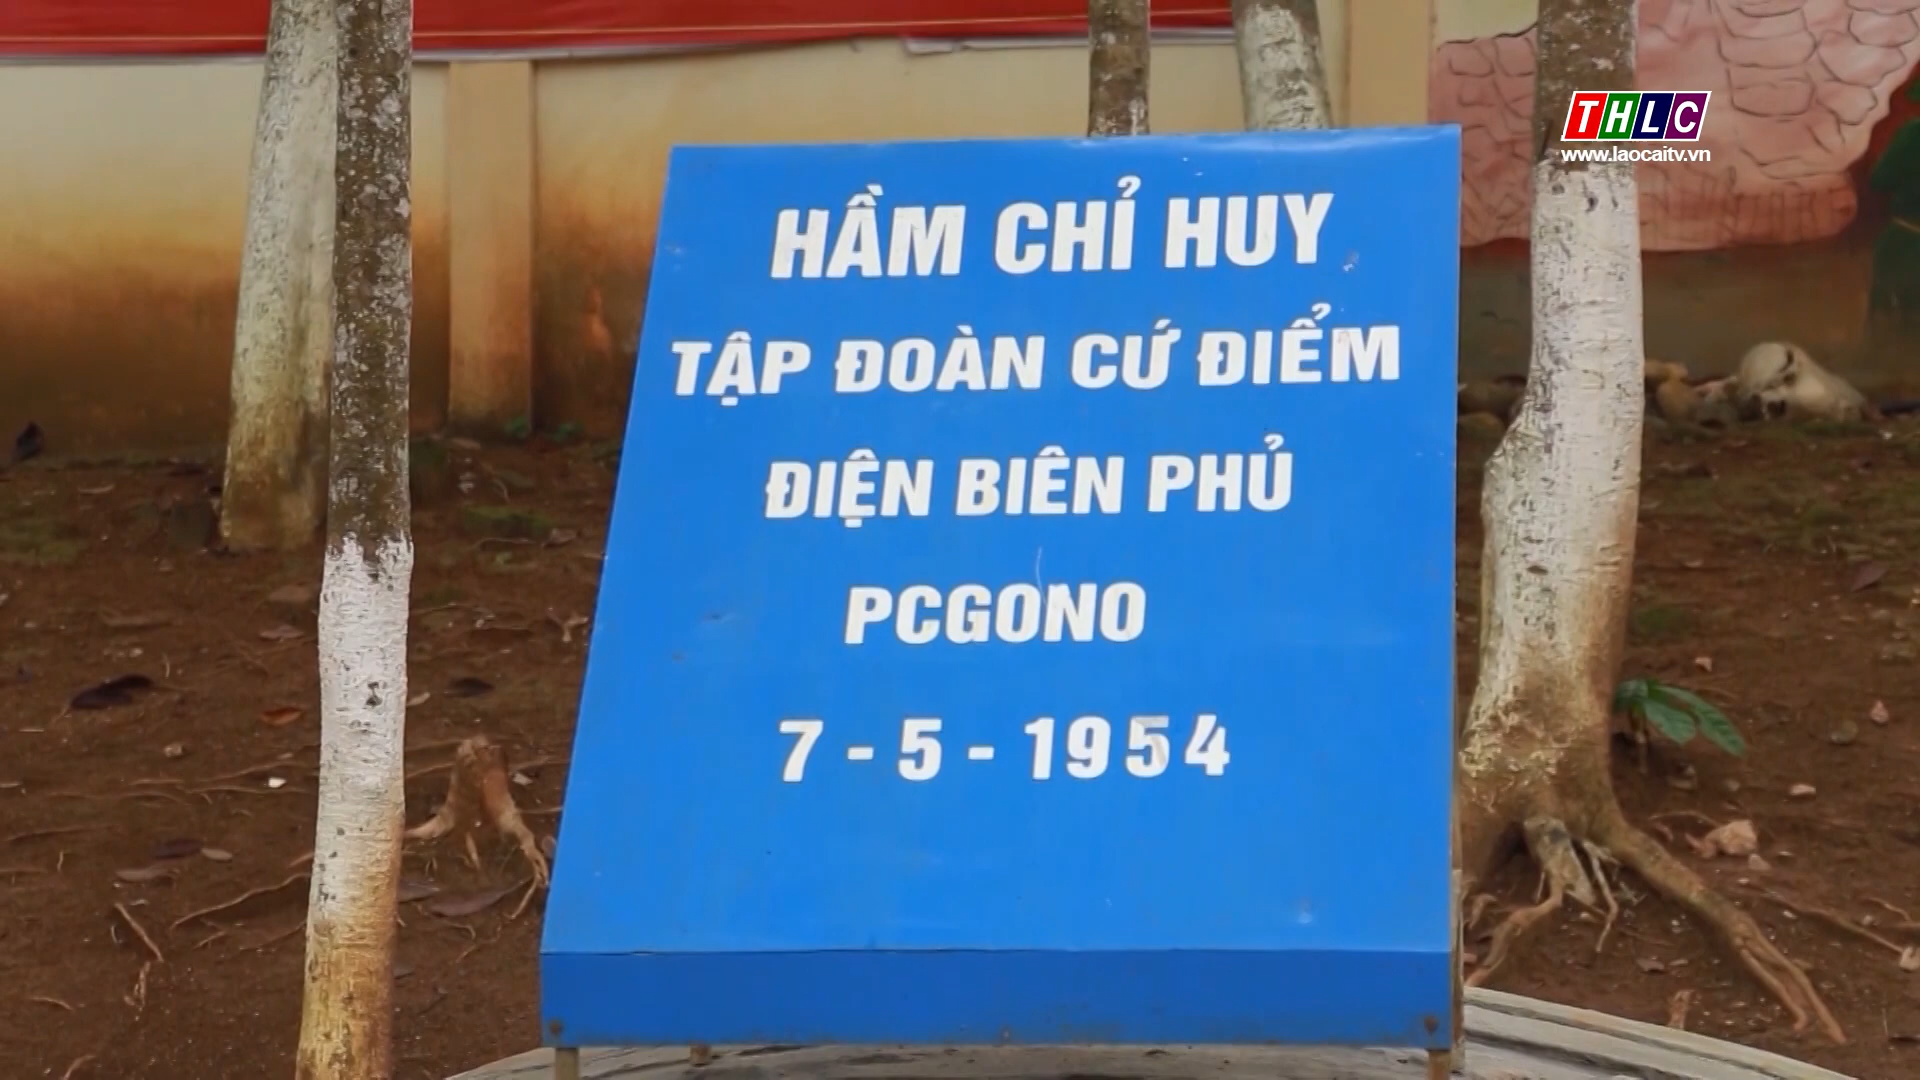 THLC
www.laocaitv.vn
HẦM CHỈ HUY
TẬP ĐOÀN CỨ ĐIỂM
ĐIỆN BIÊN PHỦ
PCGONO
7 - 5 - 1954